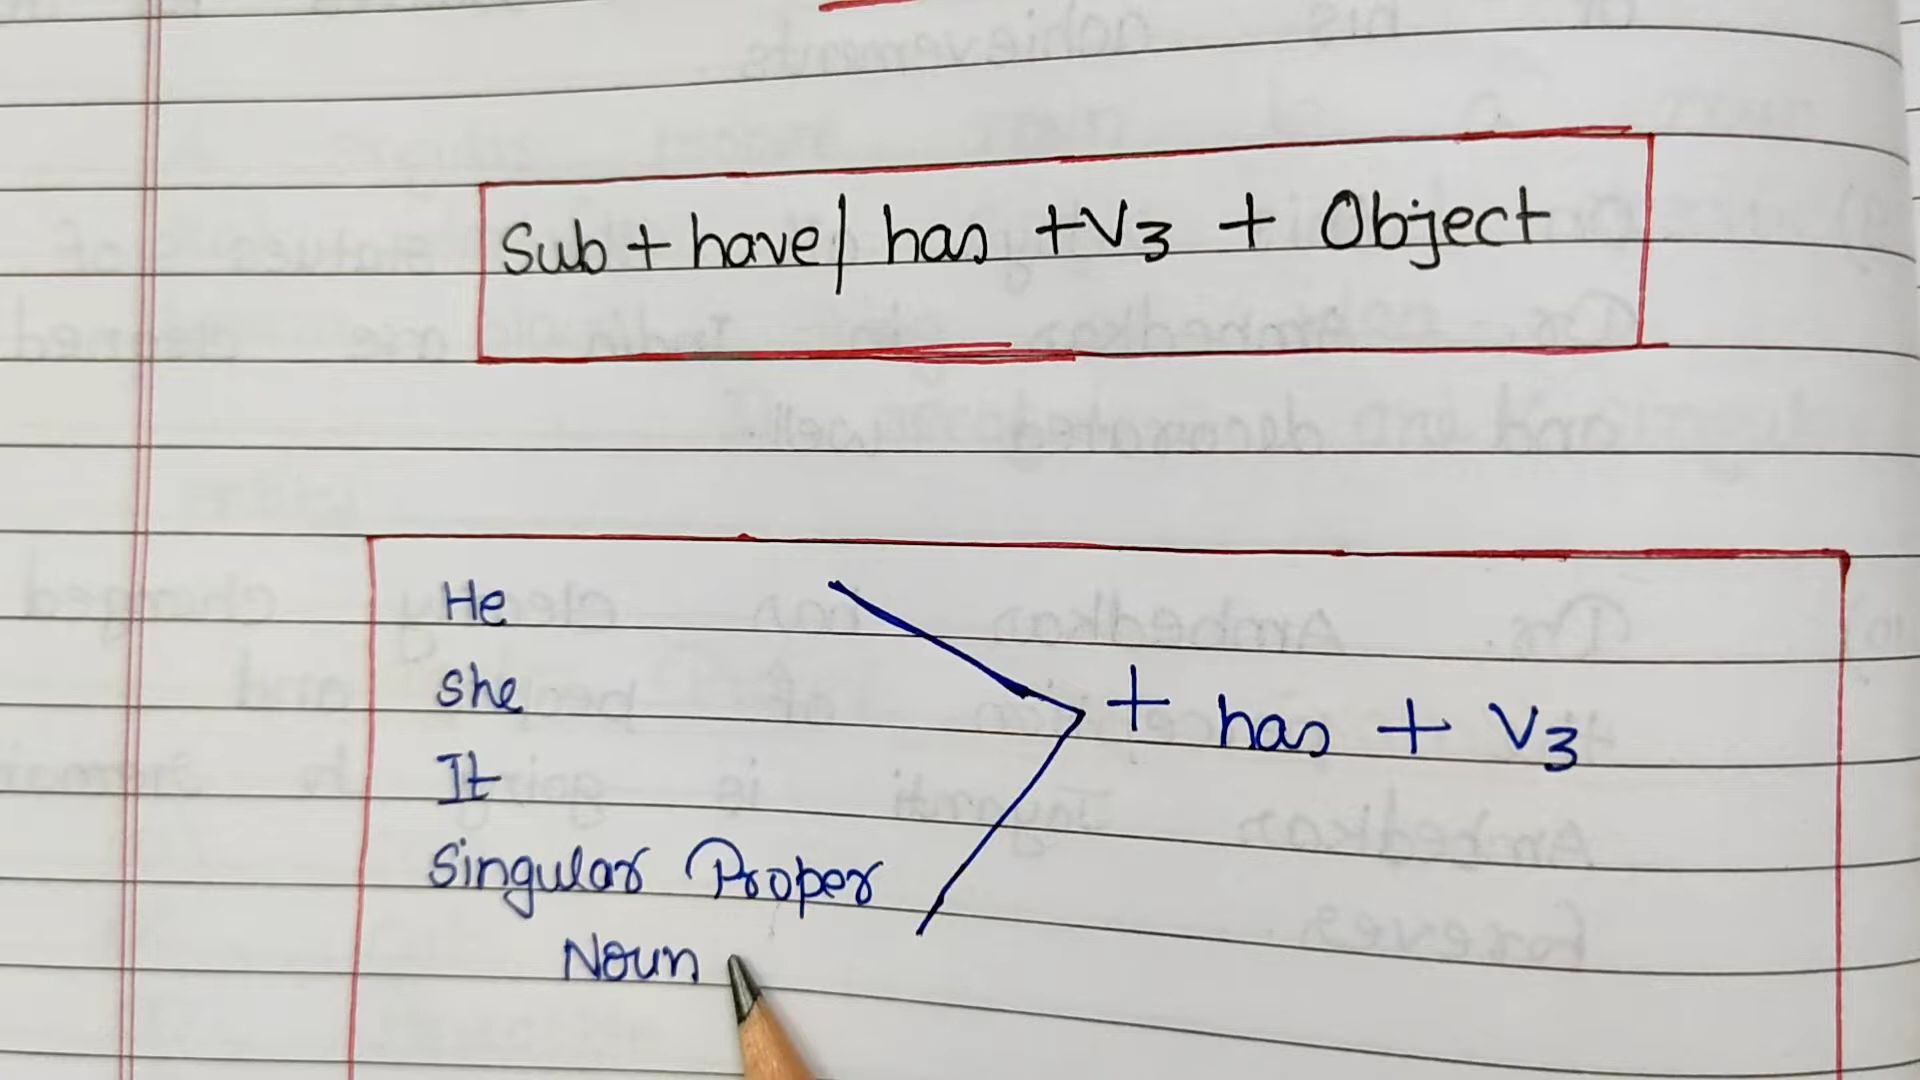 Sub + have/ has + V3 + Object
He
She
It
+ has + V3
Singular Proper
Noun